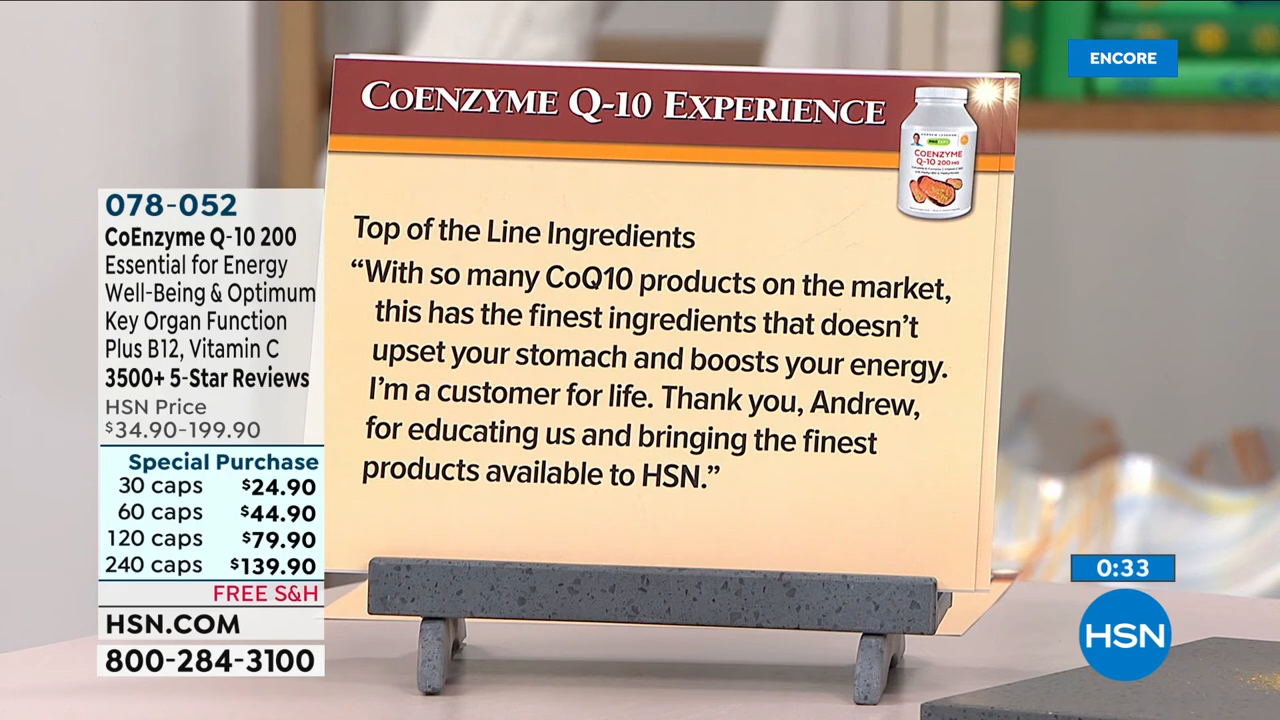 ENCORE
CoENZYME Q-10 EXPERIENCE
COENZYME
Q-10 200 MG
Top of the Line Ingredients
“With so many CoQ10 products on the market,
this has the finest ingredients that doesn’t
upset your stomach and boosts your energy.
I’m a customer for life. Thank you, Andrew,
for educating us and bringing the finest
products available to HSN.”
078-052
CoEnzyme Q-10 200
Essential for Energy
Well-Being & Optimum
Key Organ Function
Plus B12, Vitamin C
3500+ 5-Star Reviews
HSN Price
$34.90-199.90
Special Purchase
30 caps $24.90
60 caps $44.90
120 caps $79.90
240 caps $139.90
FREE S&H
HSN.COM
800-284-3100
0:33
HSN